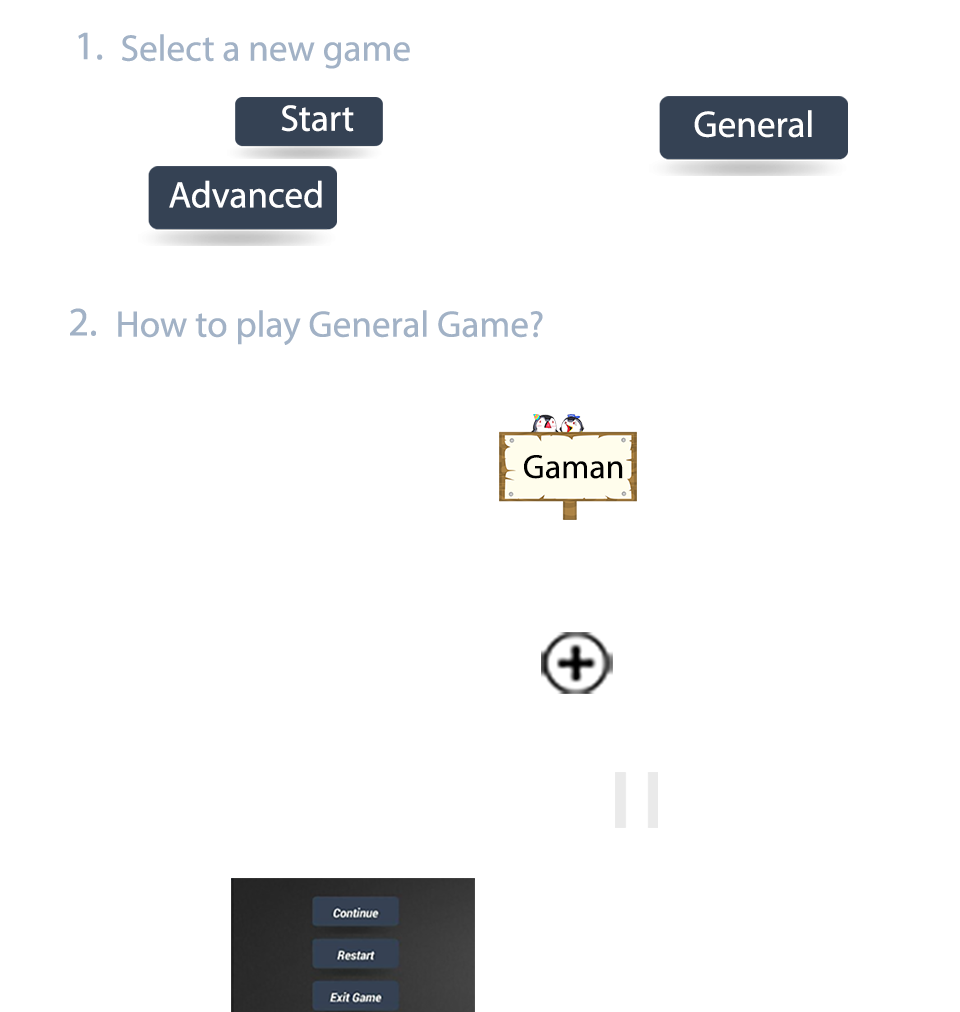 1. Select a new game
Start
General
Advanced
2. How to play General Game?
Gaman
Continue
Restart
Exit Game